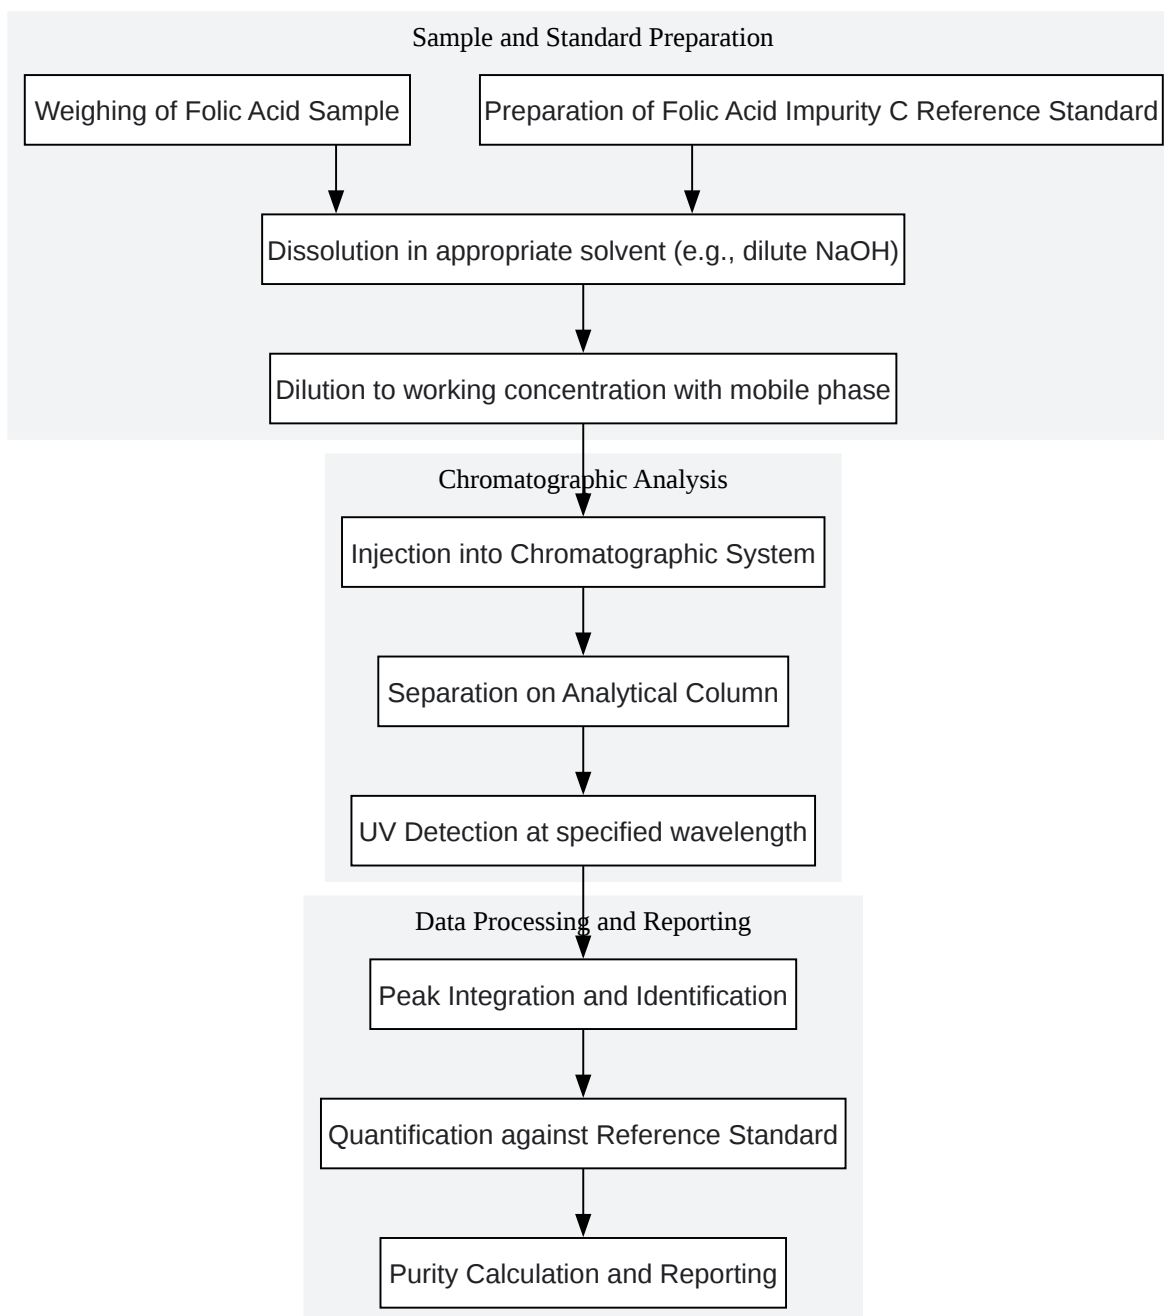 Sample and Standard Preparation
Weighing of Folic Acid Sample
Preparation of Folic Acid Impurity C Reference Standard
Dissolution in appropriate solvent (e.g., dilute NaOH)
Dilution to working concentration with mobile phase
Chromatographic Analysis
Injection into Chromatographic System
Separation on Analytical Column
UV Detection at specified wavelength
Data Processing and Reporting
Peak Integration and Identification
Quantification against Reference Standard
Purity Calculation and Reporting